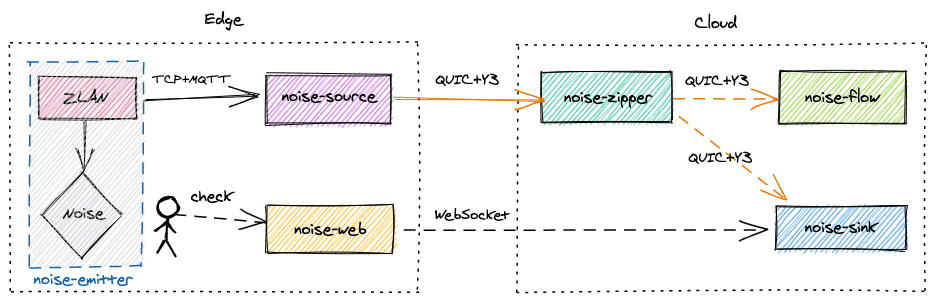 Edge
Cloud
ZLAN
TCP+MQTT
noise-source
QUIC+Y3
noise-zipper
QUIC+Y3
noise-flow
QUIC+Y3
Noise
check
noise-web
WebSocket
noise-sink
noise-emitter